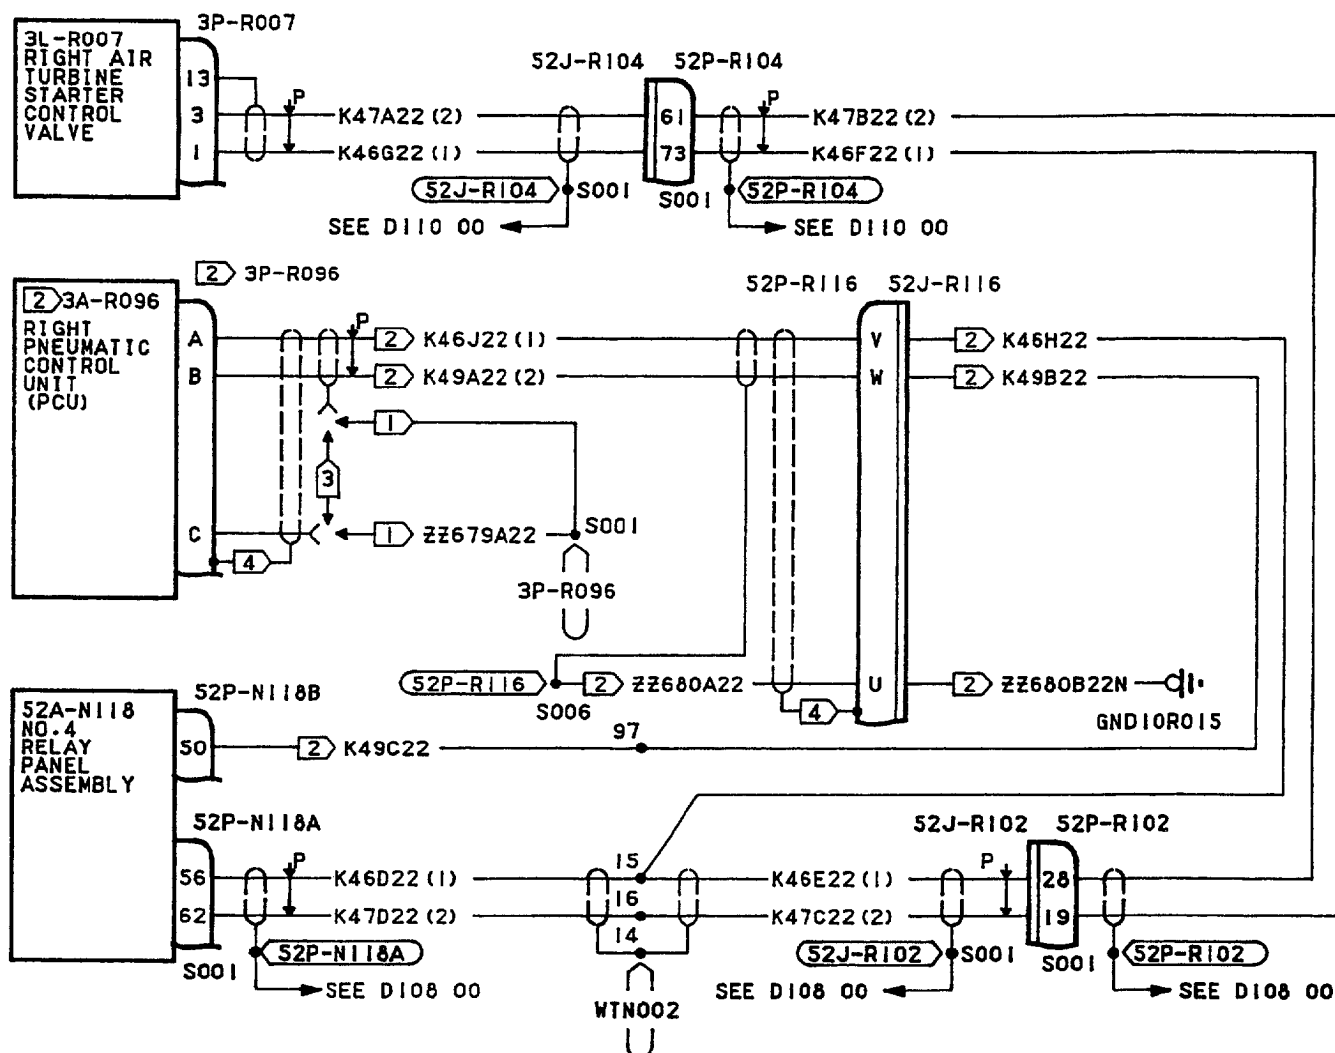 3P-R007
3L-R007
RIGHT AIR
TURBINE
STARTER
CONTROL
VALVE
13
3
1
P
K47A22 (2)
K46G22 (1)
52J-R104
52P-R104
61
73
P
K47B22 (2)
K46F22 (1)
52J-R104
S001
S001
52P-R104
SEE D110 00
SEE D110 00
2
3P-R096
2
3A-R096
RIGHT
PNEUMATIC
CONTROL
UNIT
(PCU)
A
B
C
P
2
K46J22 (1)
2
K49A22 (2)
1
3
1
ZZ679A22
S001
4
3P-R096
52P-R116
52J-R116
V
W
U
2
K46H22
2
K49B22
52P-R116
S006
2
ZZ680A22
4
2
ZZ680B22N
GND10R015
52P-N118B
52A-N118
NO.4
RELAY
PANEL
ASSEMBLY
50
2
K49C22
97
52P-N118A
56
62
P
K46D22 (1)
K47D22 (2)
15
16
14
K46E22 (1)
K47C22 (2)
52J-R102
52P-R102
P
28
19
S001
52P-N118A
SEE D108 00
WTN002
52J-R102
S001
S001
52P-R102
SEE D108 00
SEE D108 00